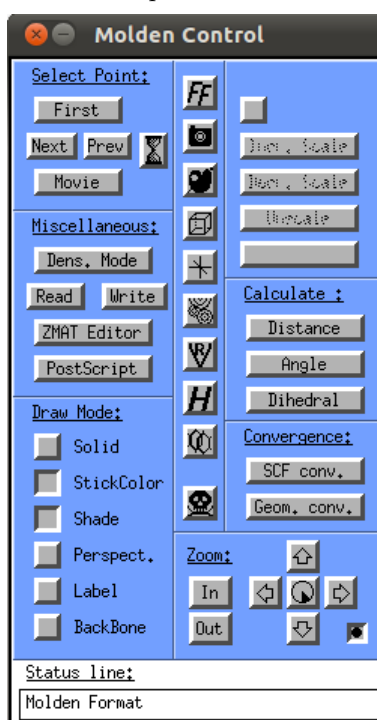 Molden Control
Select Point:
First
Next Prev
Movie
Miscellaneous:
Dens. Mode
Read Write
ZMAT Editor
PostScript
Draw Mode:
Solid
StickColor
Shade
Perspect.
Label
BackBone
FF
H
Scale
Scale
Calculate :
Distance
Angle
Dihedral
Convergence:
SCF conv.
Geom. conv.
Zoom:
In
Out
Status line:
Molden Format